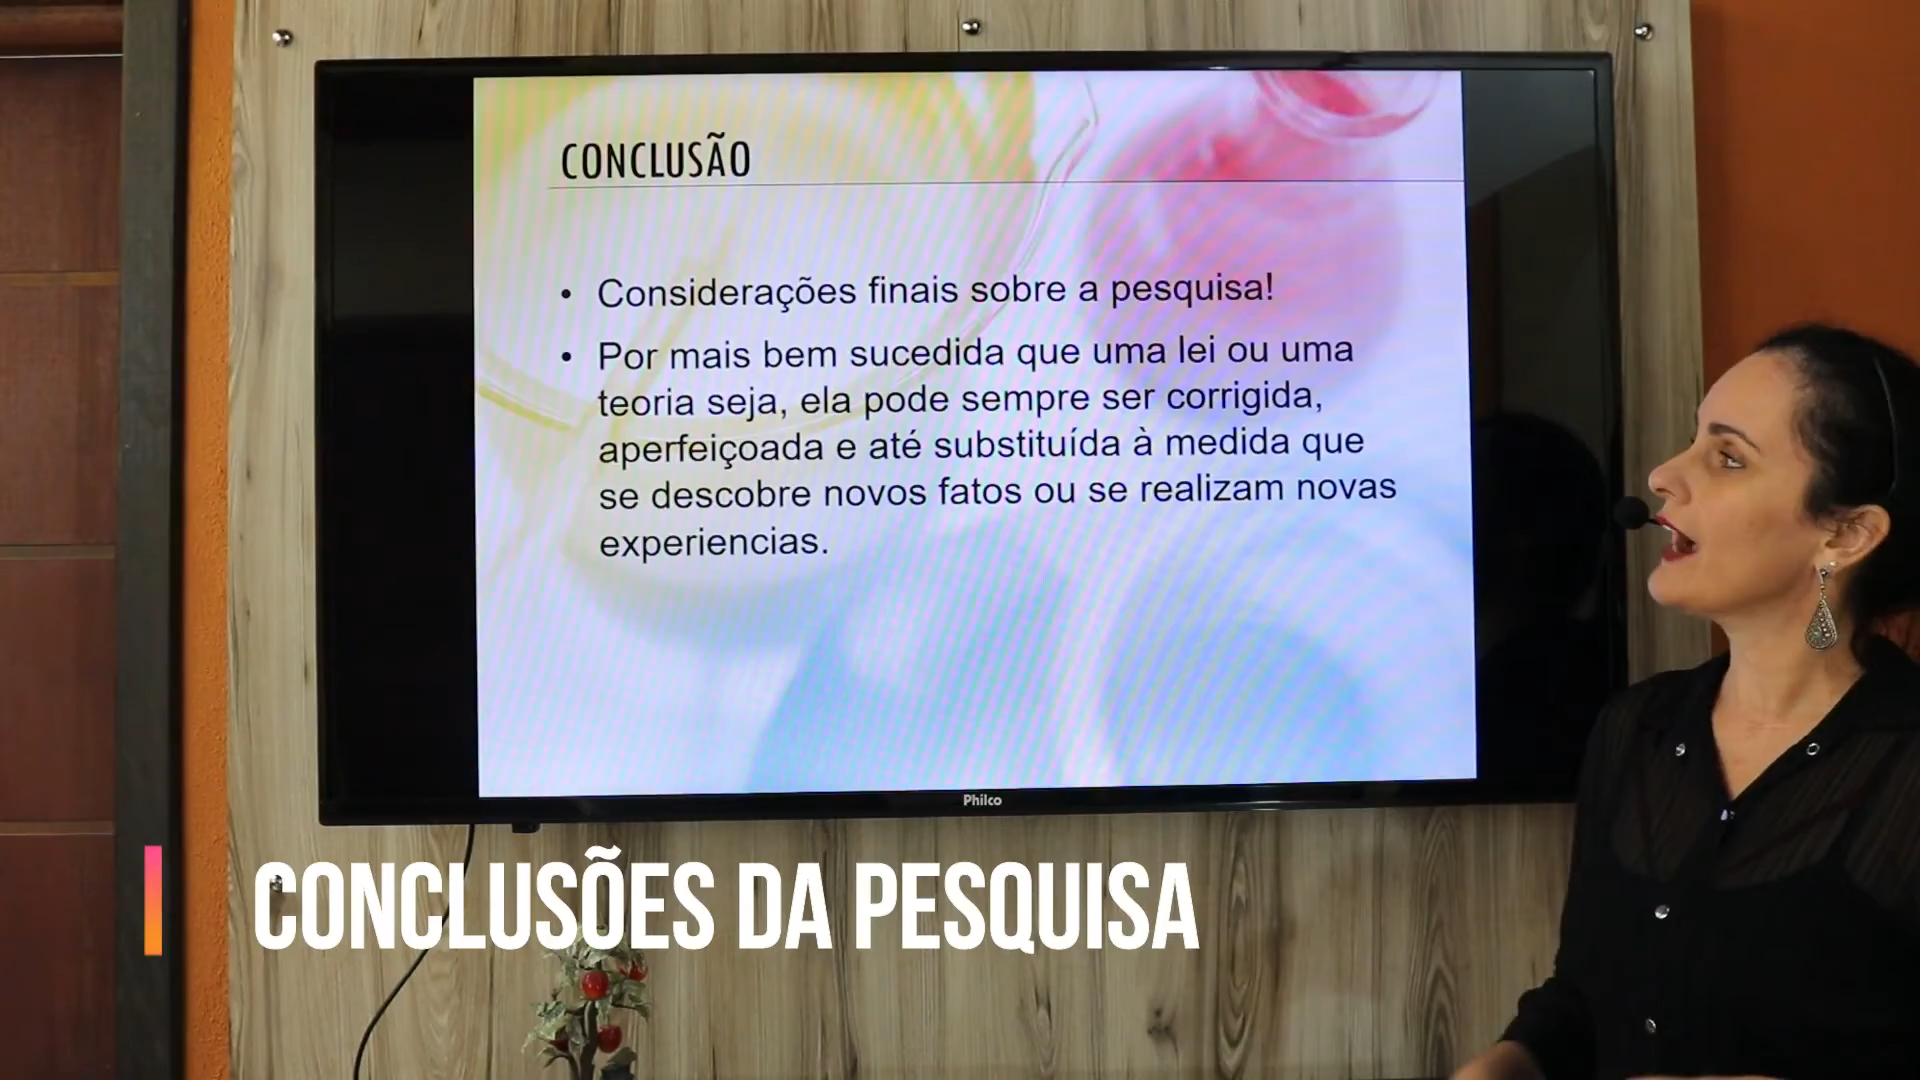 CONCLUSÃO
• Considerações finais sobre a pesquisa!
• Por mais bem sucedida que uma lei ou uma
teoria seja, ela pode sempre ser corrigida,
aperfeiçoada e até substituída à medida que
se descobre novos fatos ou se realizam novas
experiencias.
Philco
CONCLUSÕES DA PESQUISA